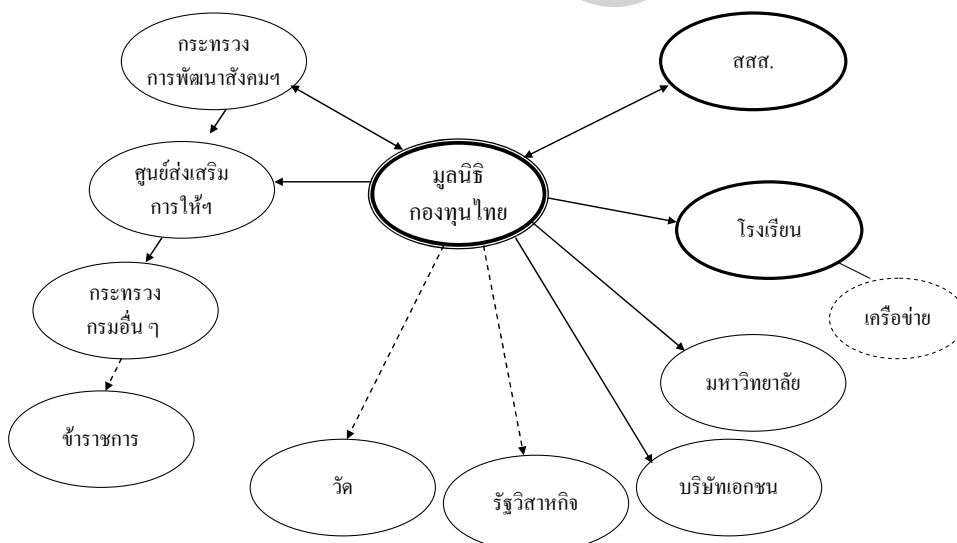 กระทรวง
การพัฒนาสังคมฯ
สสส.
ศูนย์ส่งเสริม
การให้ฯ
มูลนิธิ
กองทุนไทย
โรงเรียน
กระทรวง
กรมอื่น ๆ
เครือข่าย
มหาวิทยาลัย
ข้าราชการ
วัด
รัฐวิสาหกิจ
บริษัทเอกชน